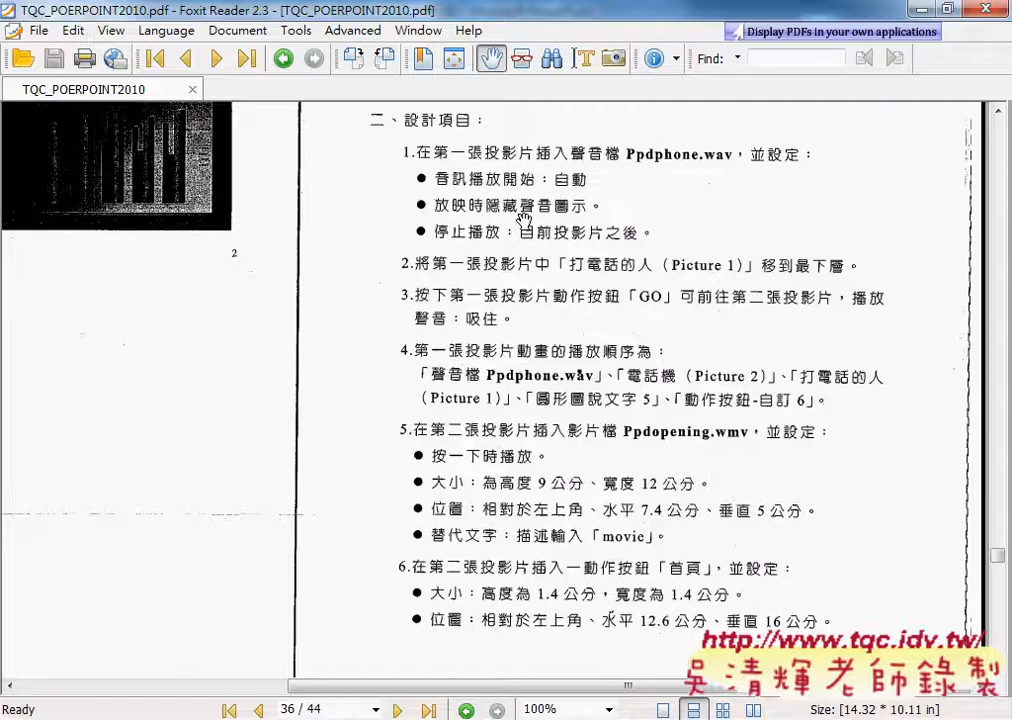 TQC_POERPOINT2010.pdf - Foxit Reader 2.3 - [TQC_POERPOINT2010.pdf]
File Edit View Language Document Tools Advanced Window Help
Display PDFs in your own applications
Find:
TQC_POERPOINT2010
二、設計項目：
1.在第一張投影片插入聲音檔 Ppdphone.wav，並設定：
● 音訊播放開始：自動
● 放映時隱藏聲音圖示。
● 停止播放：目前投影片之後。
2
2.將第一張投影片中「打電話的人（Picture 1）」移到最下層。
3.按下第一張投影片動作按鈕「GO」可前往第二張投影片，播放
聲音：吸住。
4.第一張投影片動畫的播放順序為：
「聲音檔 Ppdphone.wav」、「電話機（Picture 2）」、「打電話的人
（Picture 1）」、「圓形圖說文字 5」、「動作按鈕-自訂 6」。
5.在第二張投影片插入影片檔 Ppdopening.wmv，並設定：
● 按一下時播放。
● 大小：為高度 9 公分、寬度 12 公分。
● 位置：相對於左上角、水平 7.4 公分、垂直 5 公分。
● 替代文字：描述輸入「movie」。
6.在第二張投影片插入一動作按鈕「首頁」，並設定：
● 大小：高度為 1.4 公分，寬度為 1.4 公分。
● 位置：相對於左上角、水平 12.6 公分、垂直 16 公分。
http://www.tqc.idv.tw/
吳清輝老師錄製
Ready
36 / 44
100%
Size: [14.32 * 10.11 in]